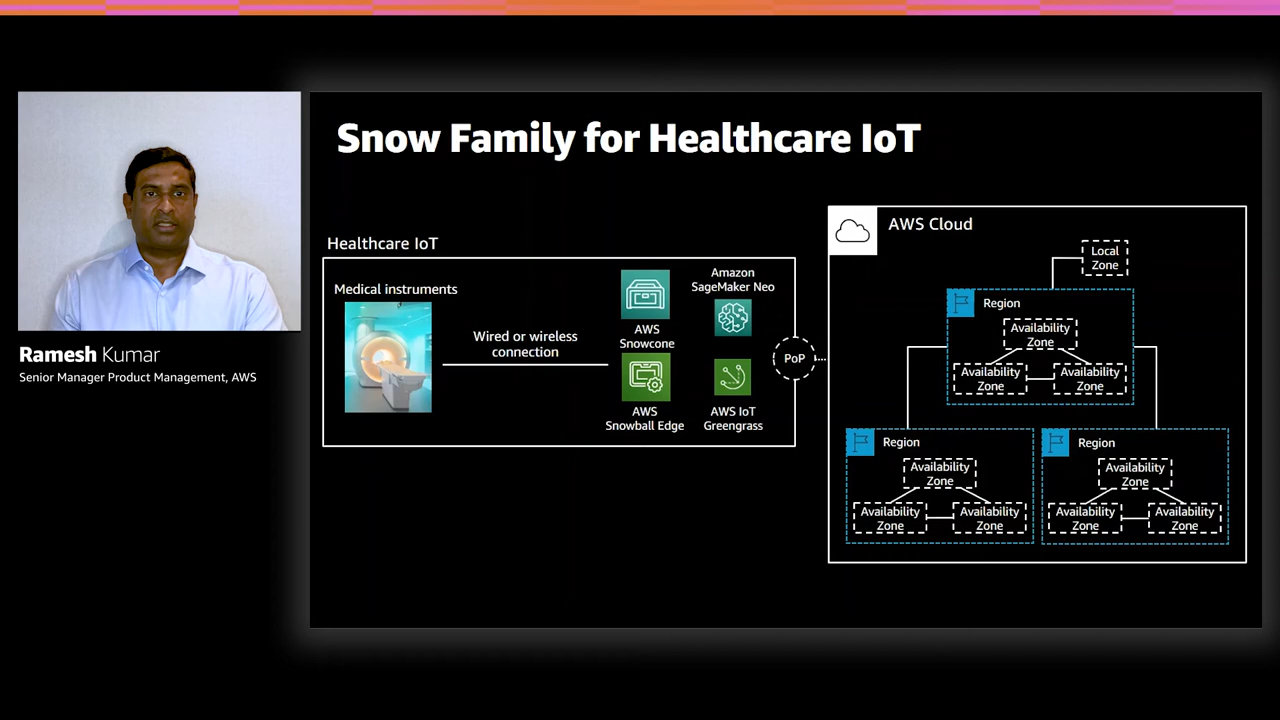 Snow Family for Healthcare IoT
Ramesh Kumar
Senior Manager Product Management, AWS
Healthcare IoT
Medical instruments
Wired or wireless
connection
AWS
Snowcone
AWS
Snowball Edge
Amazon
SageMaker Neo
AWS IoT
Greengrass
PoP
AWS Cloud
Local
Zone
Region
Availability
Zone
Availability
Zone
Availability
Zone
Region
Availability
Zone
Availability
Zone
Availability
Zone
Region
Availability
Zone
Availability
Zone
Availability
Zone